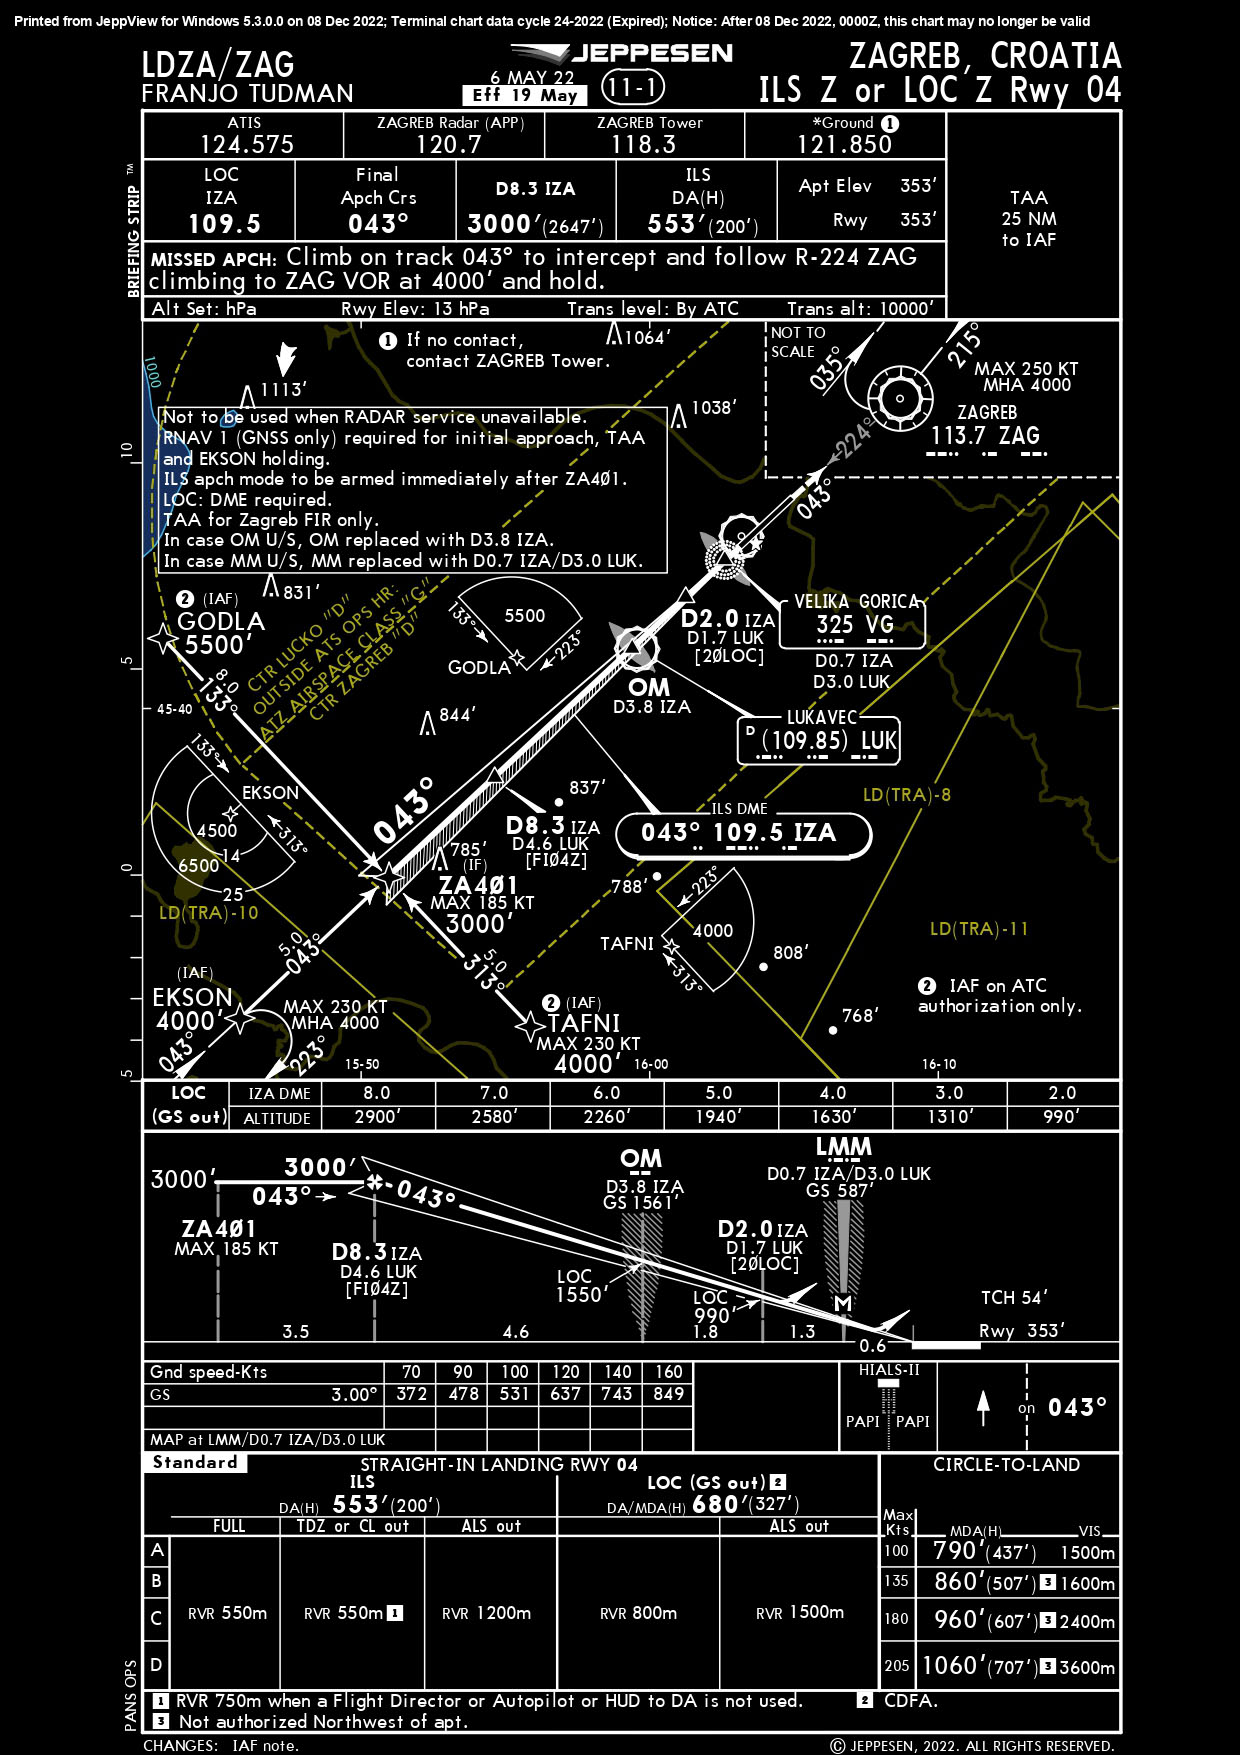 Printed from JeppView for Windows 5.3.0.0 on 08 Dec 2022; Terminal chart data cycle 24-2022 (Expired); Notice: After 08 Dec 2022, 0000Z, this chart may no longer be valid
LDZA/ZAG
FRANJO TUDMAN
JEPPESEN
6 MAY 22
Eff 19 May
11-1
ZAGREB, CROATIA
ILS Z or LOC Z Rwy 04
BRIEFING STRIP ™
ATIS
124.575
ZAGREB Radar (APP)
120.7
ZAGREB Tower
118.3
*Ground 1
121.850
LOC
IZA
109.5
Final
Apch Crs
043°
D8.3 IZA
3000'(2647')
ILS
DA(H)
553'(200')
Apt Elev 353'
Rwy 353'
TAA
25 NM
to IAF
MISSED APCH: Climb on track 043° to intercept and follow R-224 ZAG
climbing to ZAG VOR at 4000' and hold.
Alt Set: hPa Rwy Elev: 13 hPa Trans level: By ATC Trans alt: 10000'
1 If no contact,
contact ZAGREB Tower.
1064'
NOT TO
SCALE
035°
215°
MAX 250 KT
MHA 4000
ZAGREB
113.7 ZAG
224°
043°
1000
1113'
1038'
Not to be used when RADAR service unavailable.
RNAV 1 (GNSS only) required for initial approach, TAA
and EKSON holding.
ILS apch mode to be armed immediately after ZA4Ø1.
LOC: DME required.
TAA for Zagreb FIR only.
In case OM U/S, OM replaced with D3.8 IZA.
In case MM U/S, MM replaced with D0.7 IZA/D3.0 LUK.
10
5
0
5
45-40
831'
2 (IAF)
GODLA
5500'
8.0
133°
CTR LUCKO "D"
OUTSIDE ATS OPS HR:
ATZ AIRSPACE CLASS "G"
CTR ZAGREB "D"
5500
133°
223°
GODLA
D2.0 IZA
D1.7 LUK
[2ØLOC]
VELIKA GORICA
325 VG
D0.7 IZA
D3.0 LUK
OM
D3.8 IZA
LUKAVEC
D (109.85) LUK
844'
133°
EKSON
4500
313°
14
6500
25
LD(TRA)-10
043°
837'
D8.3 IZA
D4.6 LUK
[FIØ4Z]
ILS DME
043° 109.5 IZA
LD(TRA)-8
785'
(IF)
ZA4Ø1
MAX 185 KT
3000'
788'
223°
4000
TAFNI
313°
808'
LD(TRA)-11
5.0
043°
5.0
313°
(IAF)
EKSON
4000'
MAX 230 KT
MHA 4000
043°
223°
2 (IAF)
TAFNI
MAX 230 KT
4000'
768'
2 IAF on ATC
authorization only.
15-50
16-00
16-10
LOC
(GS out)
IZA DME 8.0 7.0 6.0 5.0 4.0 3.0 2.0
ALTITUDE 2900' 2580' 2260' 1940' 1630' 1310' 990'
3000'
3000'
043°
043°
ZA4Ø1
MAX 185 KT
D8.3 IZA
D4.6 LUK
[FIØ4Z]
OM
D3.8 IZA
GS 1561'
LOC
1550'
D2.0 IZA
D1.7 LUK
[2ØLOC]
LOC
990'
LMM
D0.7 IZA/D3.0 LUK
GS 587'
M
TCH 54'
Rwy 353'
3.5 4.6 1.8 1.3 0.6
Gnd speed-Kts 70 90 100 120 140 160
GS 3.00° 372 478 531 637 743 849
MAP at LMM/D0.7 IZA/D3.0 LUK
HIALS-II
PAPI PAPI
on 043°
Standard
STRAIGHT-IN LANDING RWY 04
CIRCLE-TO-LAND
ILS
DA(H) 553'(200')
LOC (GS out) 2
DA/MDA(H) 680'(327')
FULL TDZ or CL out ALS out ALS out
Max
Kts MDA(H) VIS
A
B
C
D
RVR 550m RVR 550m 1 RVR 1200m RVR 800m RVR 1500m
100 790'(437') 1500m
135 860'(507') 3 1600m
180 960'(607') 3 2400m
205 1060'(707') 3 3600m
PANS OPS
1 RVR 750m when a Flight Director or Autopilot or HUD to DA is not used. 2 CDFA.
3 Not authorized Northwest of apt.
CHANGES: IAF note.
© JEPPESEN, 2022. ALL RIGHTS RESERVED.